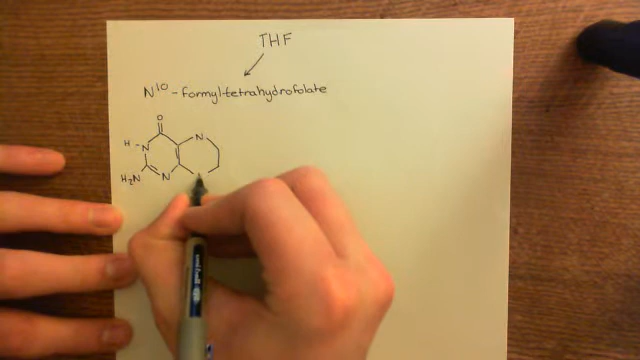 THF
N¹⁰-formyl-tetrahydrofolate
O
N
H - N
H₂N
N